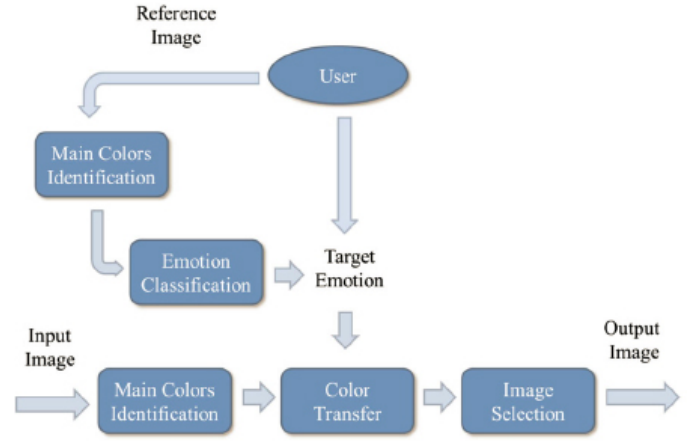 Reference
Image
User
Main Colors
Identification
Emotion
Classification
Target
Emotion
Input
Image
Output
Image
Main Colors
Identification
Color
Transfer
Image
Selection